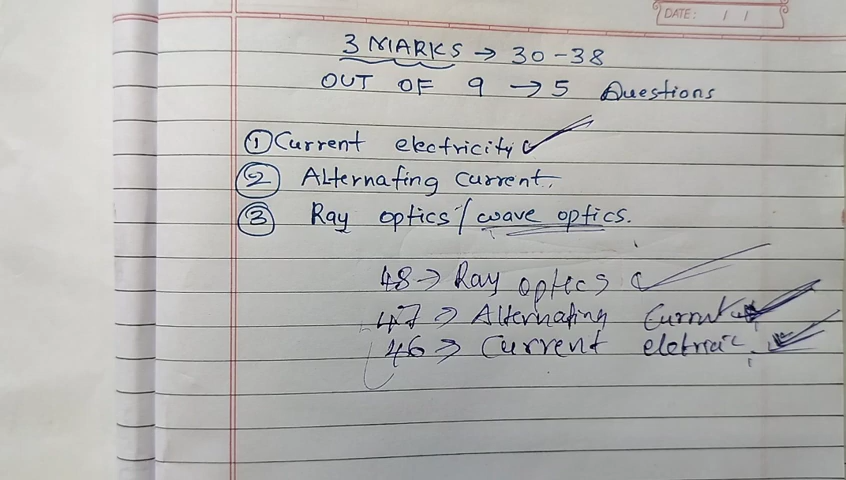 DATE: / /
3 MARKS → 30-38
OUT OF 9 → 5 Questions
① Current electricity
② Alternating Current.
③ Ray optics / wave optics.
48 → Ray optics
47 → Alternating Current
46 → Current eletricic